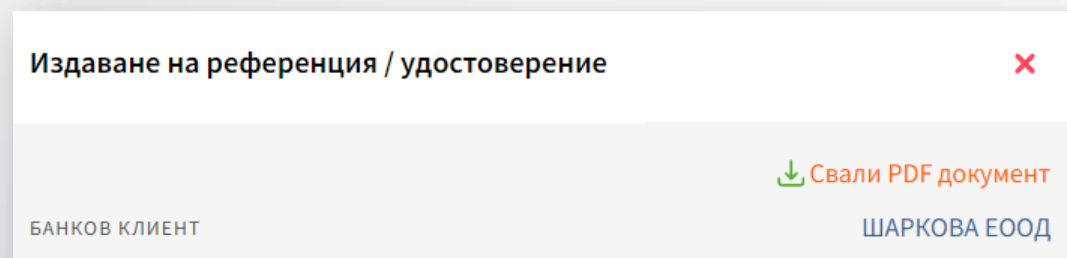 Издаване на референция / удостоверение
Свали PDF документ
БАНКОВ КЛИЕНТ ШАРКОВА ЕООД